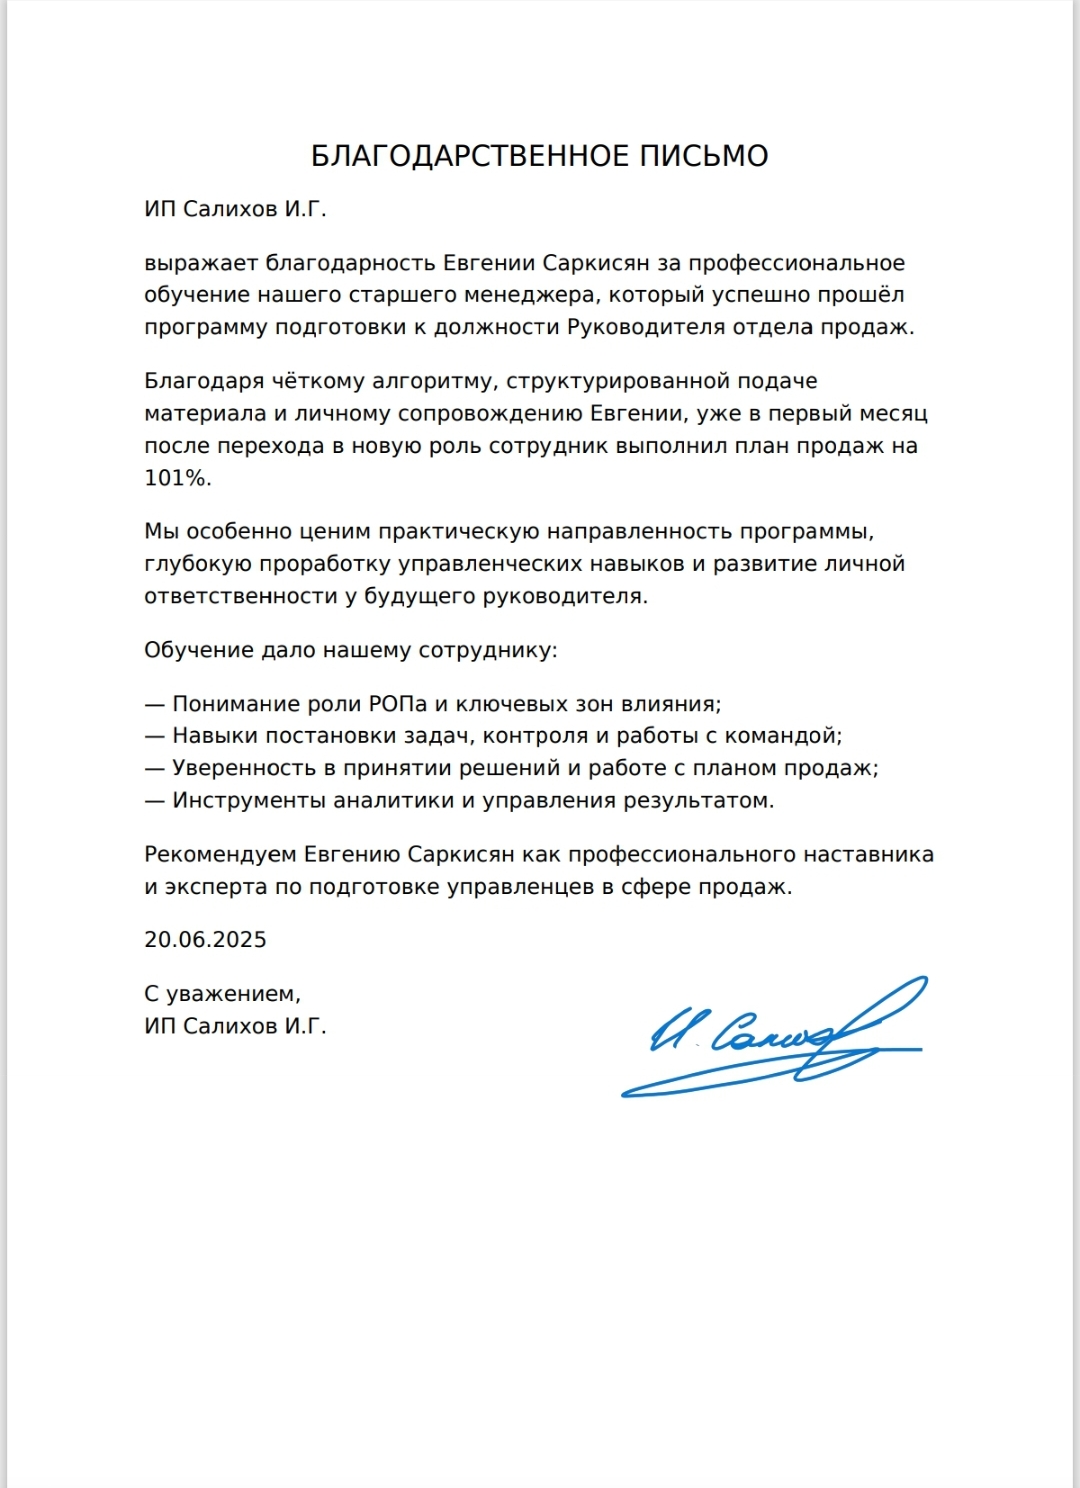 БЛАГОДАРСТВЕННОЕ ПИСЬМО
ИП Салихов И.Г.
выражает благодарность Евгении Саркисян за профессиональное
обучение нашего старшего менеджера, который успешно прошёл
программу подготовки к должности Руководителя отдела продаж.
Благодаря чёткому алгоритму, структурированной подаче
материала и личному сопровождению Евгении, уже в первый месяц
после перехода в новую роль сотрудник выполнил план продаж на
101%.
Мы особенно ценим практическую направленность программы,
глубокую проработку управленческих навыков и развитие личной
ответственности у будущего руководителя.
Обучение дало нашему сотруднику:
— Понимание роли РОПа и ключевых зон влияния;
— Навыки постановки задач, контроля и работы с командой;
— Уверенность в принятии решений и работе с планом продаж;
— Инструменты аналитики и управления результатом.
Рекомендуем Евгению Саркисян как профессионального наставника
и эксперта по подготовке управленцев в сфере продаж.
20.06.2025
С уважением,
ИП Салихов И.Г.